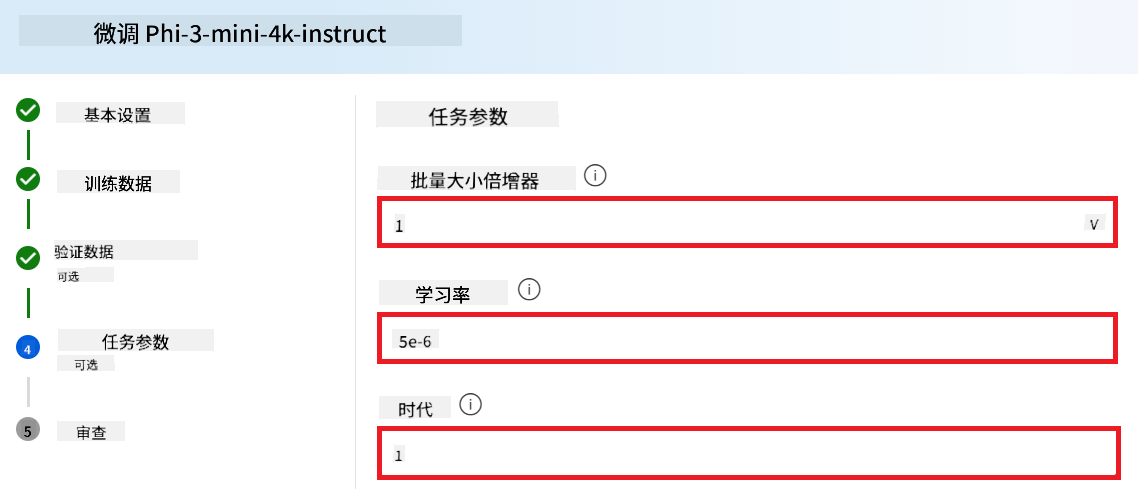 微调 Phi-3-mini-4k-instruct
基本设置
训练数据
验证数据
可选
4
任务参数
可选
5
审查
任务参数
批量大小倍增器
1
V
学习率
5e-6
时代
1